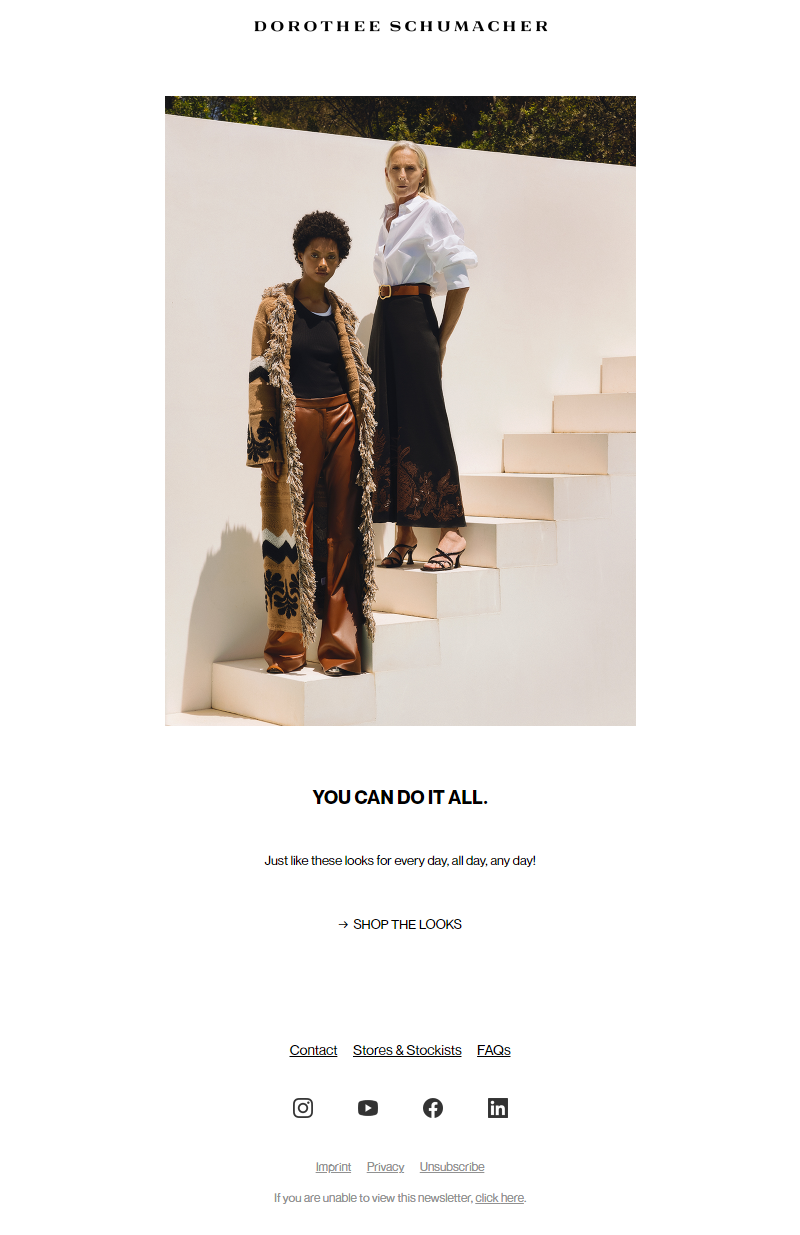 DOROTHEE SCHUMACHER
YOU CAN DO IT ALL.
Just like these looks for every day, all day, any day!
→ SHOP THE LOOKS
Contact Stores & Stockists FAQs
Imprint Privacy Unsubscribe
If you are unable to view this newsletter, click here.